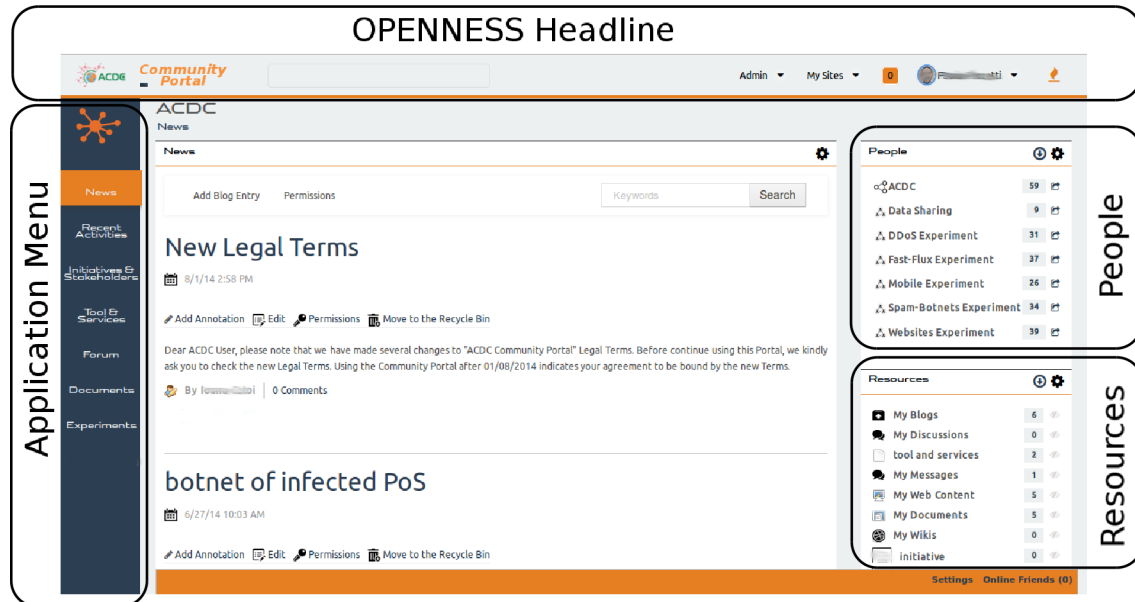 OPENNESS Headline
ACDC
Community
Portal
Admin
My Sites
0
Application Menu
News
Recent
Activities
Initiatives &
Stakeholders
Tool &
Services
Forum
Documents
Experiments
ACDC
News
News
Add Blog Entry
Permissions
Keywords
Search
New Legal Terms
8/1/14 2:58 PM
Add Annotation Edit Permissions Move to the Recycle Bin
Dear ACDC User, please note that we have made several changes to "ACDC Community Portal" Legal Terms. Before continue using this Portal, we kindly
ask you to check the new Legal Terms. Using the Community Portal after 01/08/2014 indicates your agreement to be bound by the new Terms.
By
0 Comments
botnet of infected PoS
6/27/14 10:03 AM
Add Annotation Edit Permissions Move to the Recycle Bin
People
People
ACDC 59
Data Sharing 9
DDoS Experiment 31
Fast-Flux Experiment 37
Mobile Experiment 26
Spam-Botnets Experiment 34
Websites Experiment 39
Resources
Resources
My Blogs 6
My Discussions 0
tool and services 2
My Messages 1
My Web Content 5
My Documents 5
My Wikis 0
initiative 0
Settings Online Friends (0)